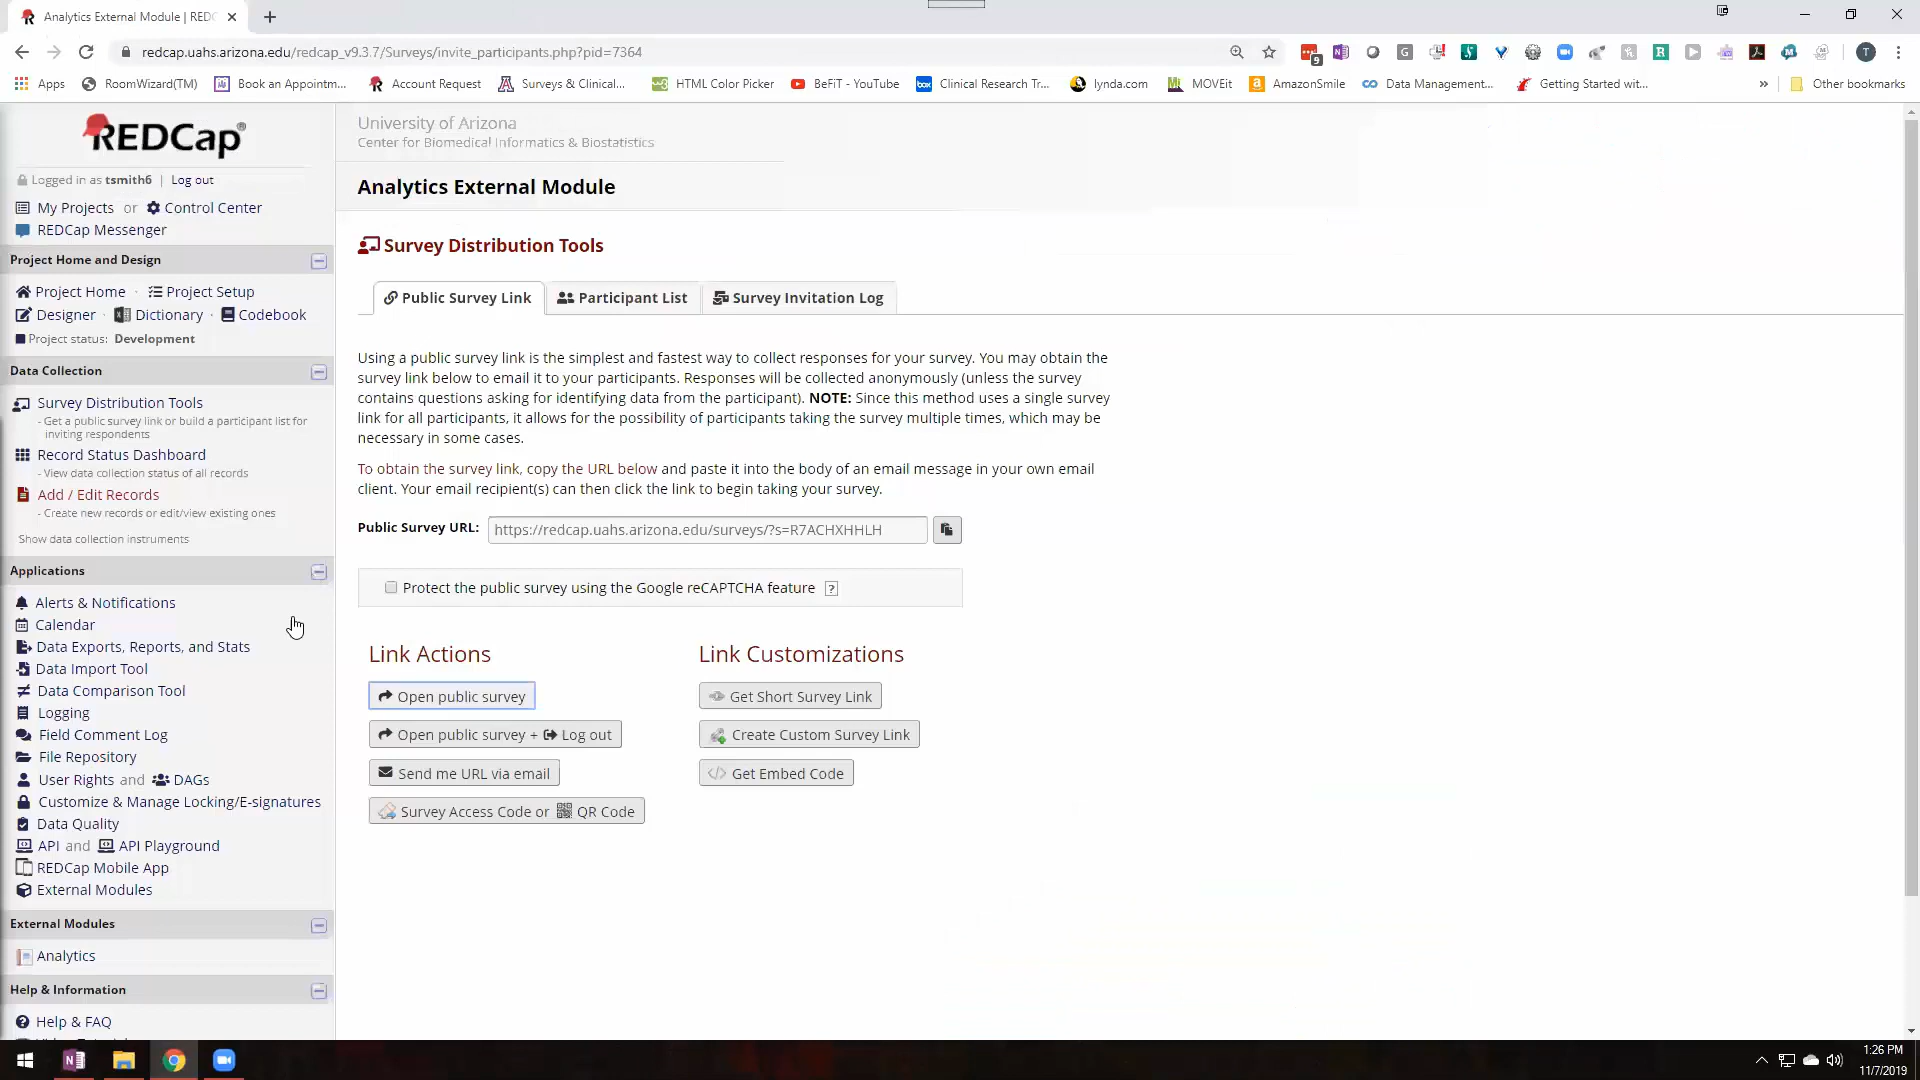 Analytics External Module | REDC
redcap.uahs.arizona.edu/redcap_v9.3.7/Surveys/invite_participants.php?pid=7364
9
T
Apps
RoomWizard(TM)
Book an Appointm...
Account Request
Surveys & Clinical...
HTML Color Picker
BeFiT - YouTube
Clinical Research Tr...
lynda.com
MOVEit
AmazonSmile
Data Management...
Getting Started wit...
»
Other bookmarks
REDCap®
Logged in as tsmith6 | Log out
My Projects or Control Center
REDCap Messenger
Project Home and Design
Project Home · Project Setup
Designer · Dictionary · Codebook
Project status: Development
Data Collection
Survey Distribution Tools
- Get a public survey link or build a participant list for
inviting respondents
Record Status Dashboard
- View data collection status of all records
Add / Edit Records
- Create new records or edit/view existing ones
Show data collection instruments
Applications
Alerts & Notifications
Calendar
Data Exports, Reports, and Stats
Data Import Tool
Data Comparison Tool
Logging
Field Comment Log
File Repository
User Rights and DAGs
Customize & Manage Locking/E-signatures
Data Quality
API and API Playground
REDCap Mobile App
External Modules
External Modules
Analytics
Help & Information
Help & FAQ
University of Arizona
Center for Biomedical Informatics & Biostatistics
Analytics External Module
Survey Distribution Tools
Public Survey Link
Participant List
Survey Invitation Log
Using a public survey link is the simplest and fastest way to collect responses for your survey. You may obtain the
survey link below to email it to your participants. Responses will be collected anonymously (unless the survey
contains questions asking for identifying data from the participant). NOTE: Since this method uses a single survey
link for all participants, it allows for the possibility of participants taking the survey multiple times, which may be
necessary in some cases.
To obtain the survey link, copy the URL below and paste it into the body of an email message in your own email
client. Your email recipient(s) can then click the link to begin taking your survey.
Public Survey URL: https://redcap.uahs.arizona.edu/surveys/?s=R7ACHXHHLH
Protect the public survey using the Google reCAPTCHA feature ?
Link Actions
Open public survey
Open public survey + Log out
Send me URL via email
Survey Access Code or QR Code
Link Customizations
Get Short Survey Link
Create Custom Survey Link
Get Embed Code
1:26 PM
11/7/2019